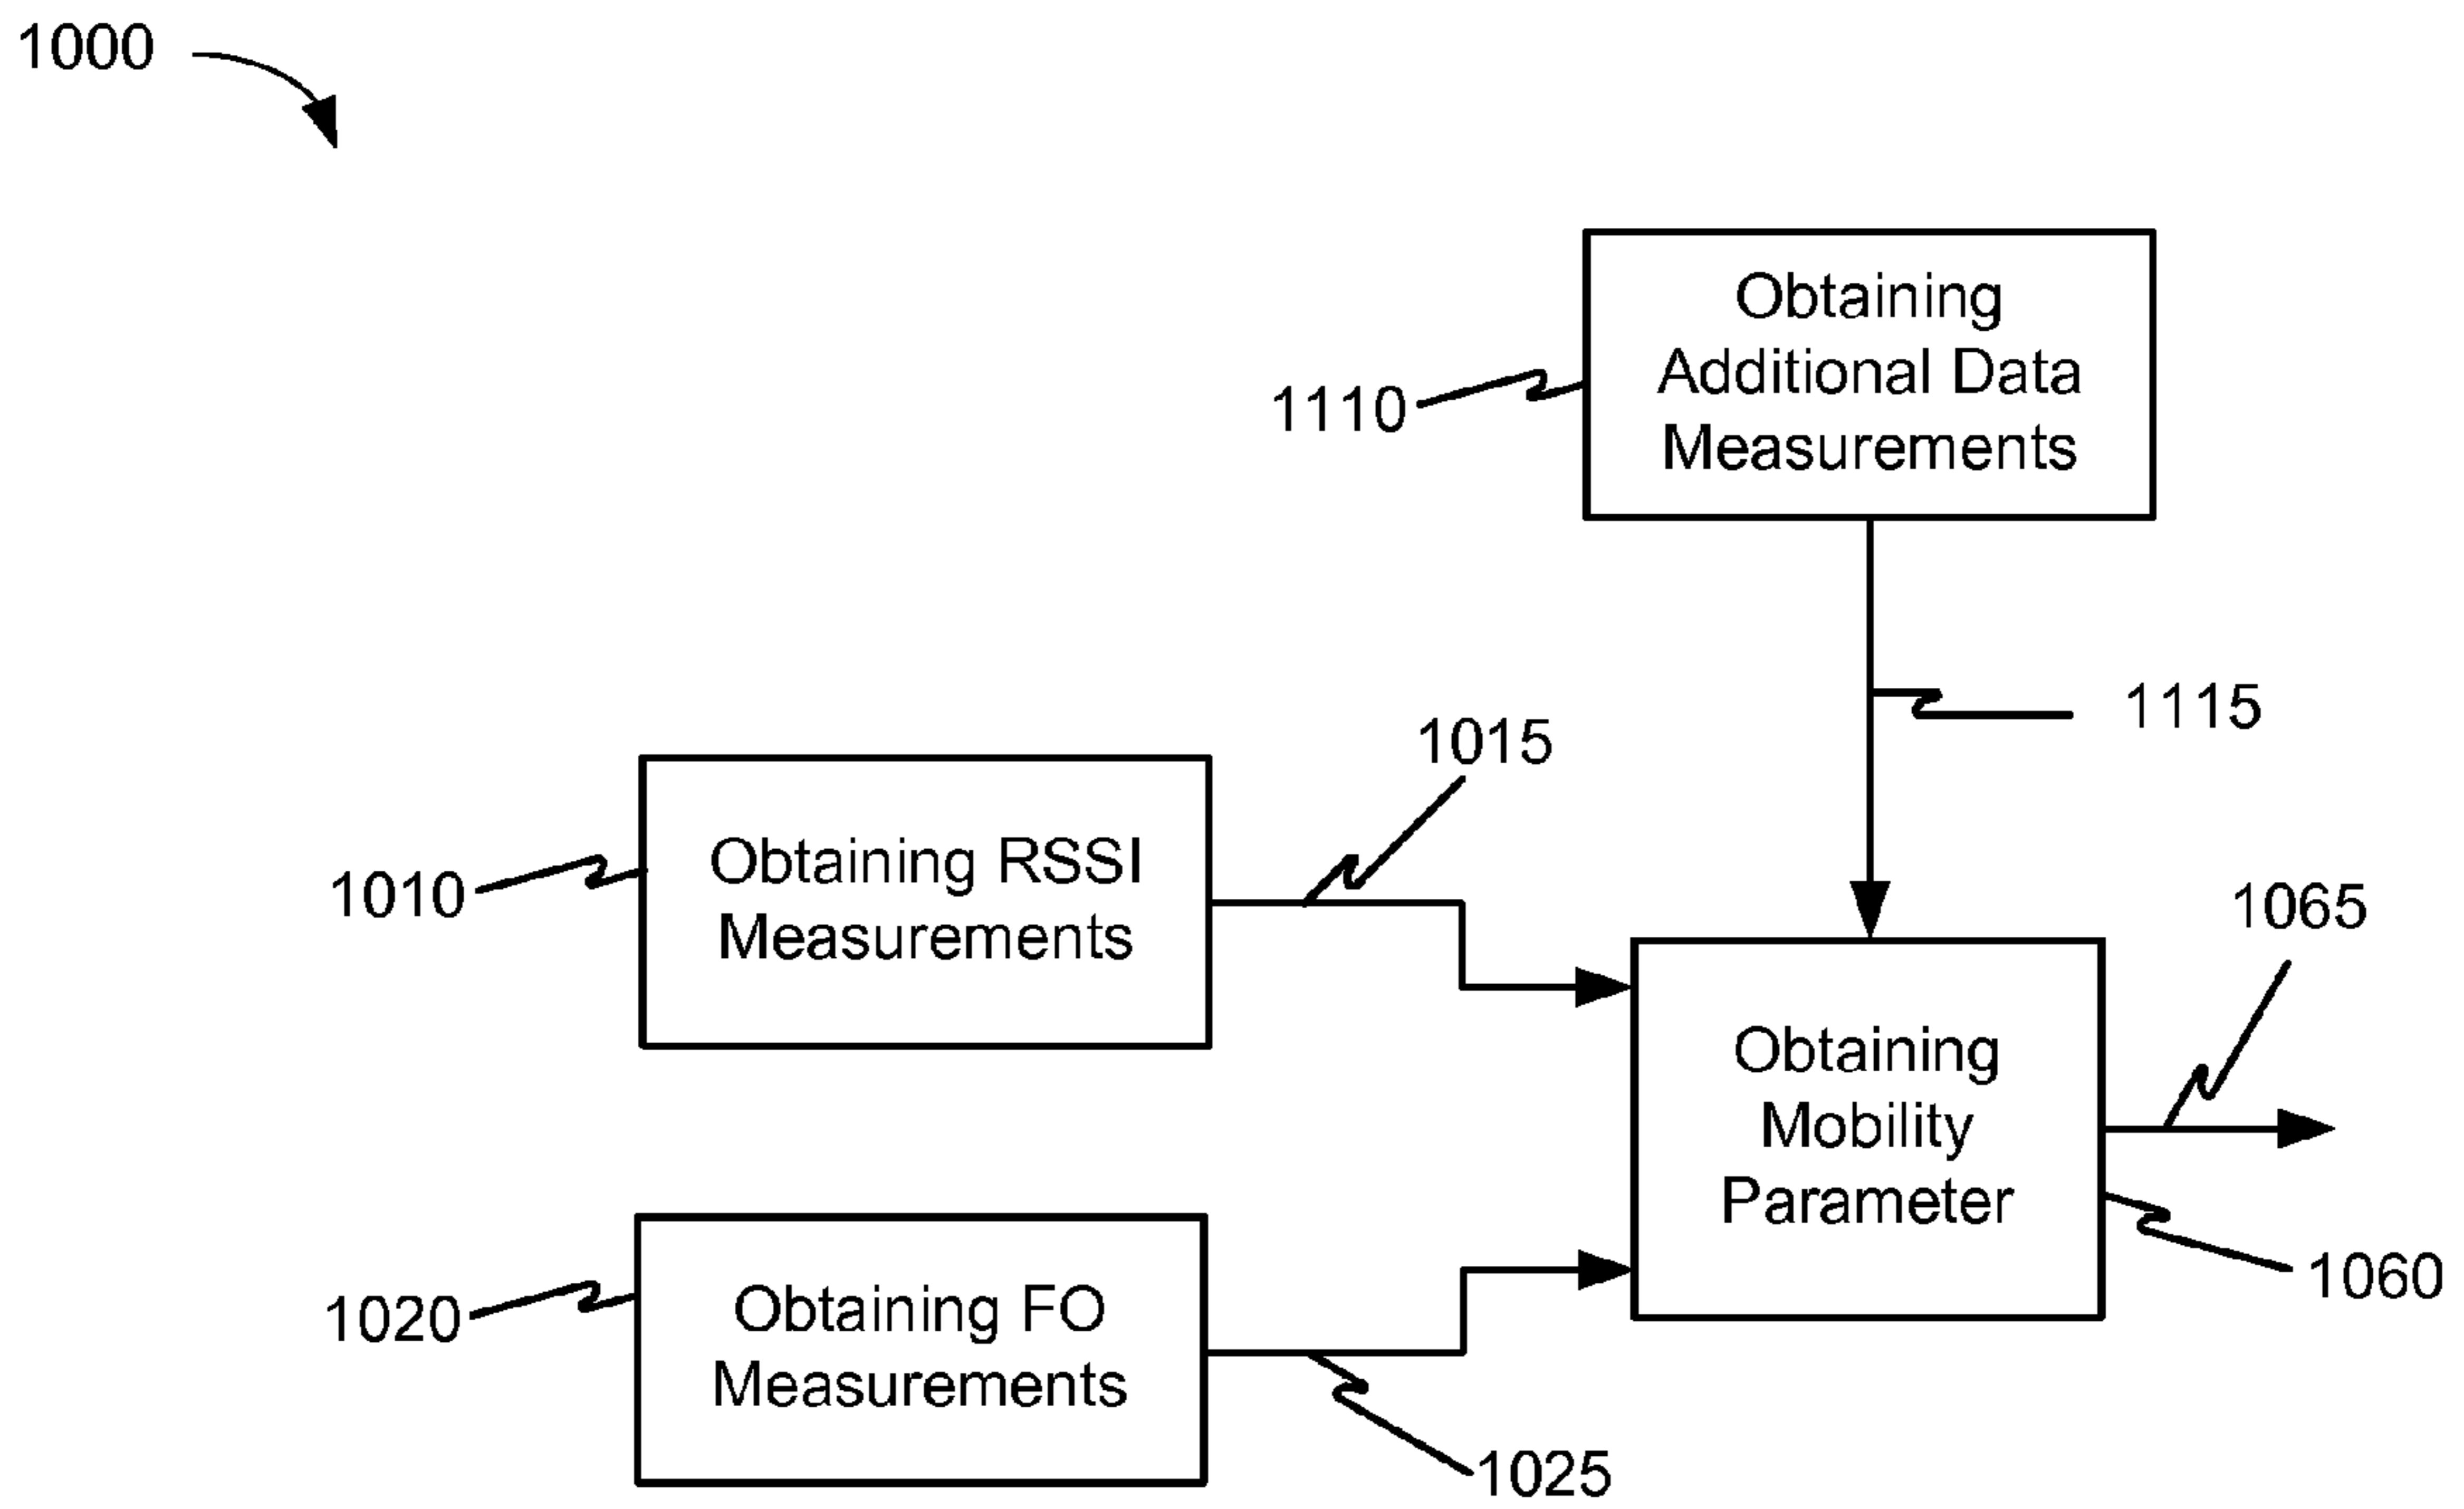 1000
Obtaining
Additional Data
Measurements
1110
1115
1015
Obtaining RSSI
Measurements
1010
1065
Obtaining
Mobility
Parameter
1060
Obtaining FO
Measurements
1020
1025